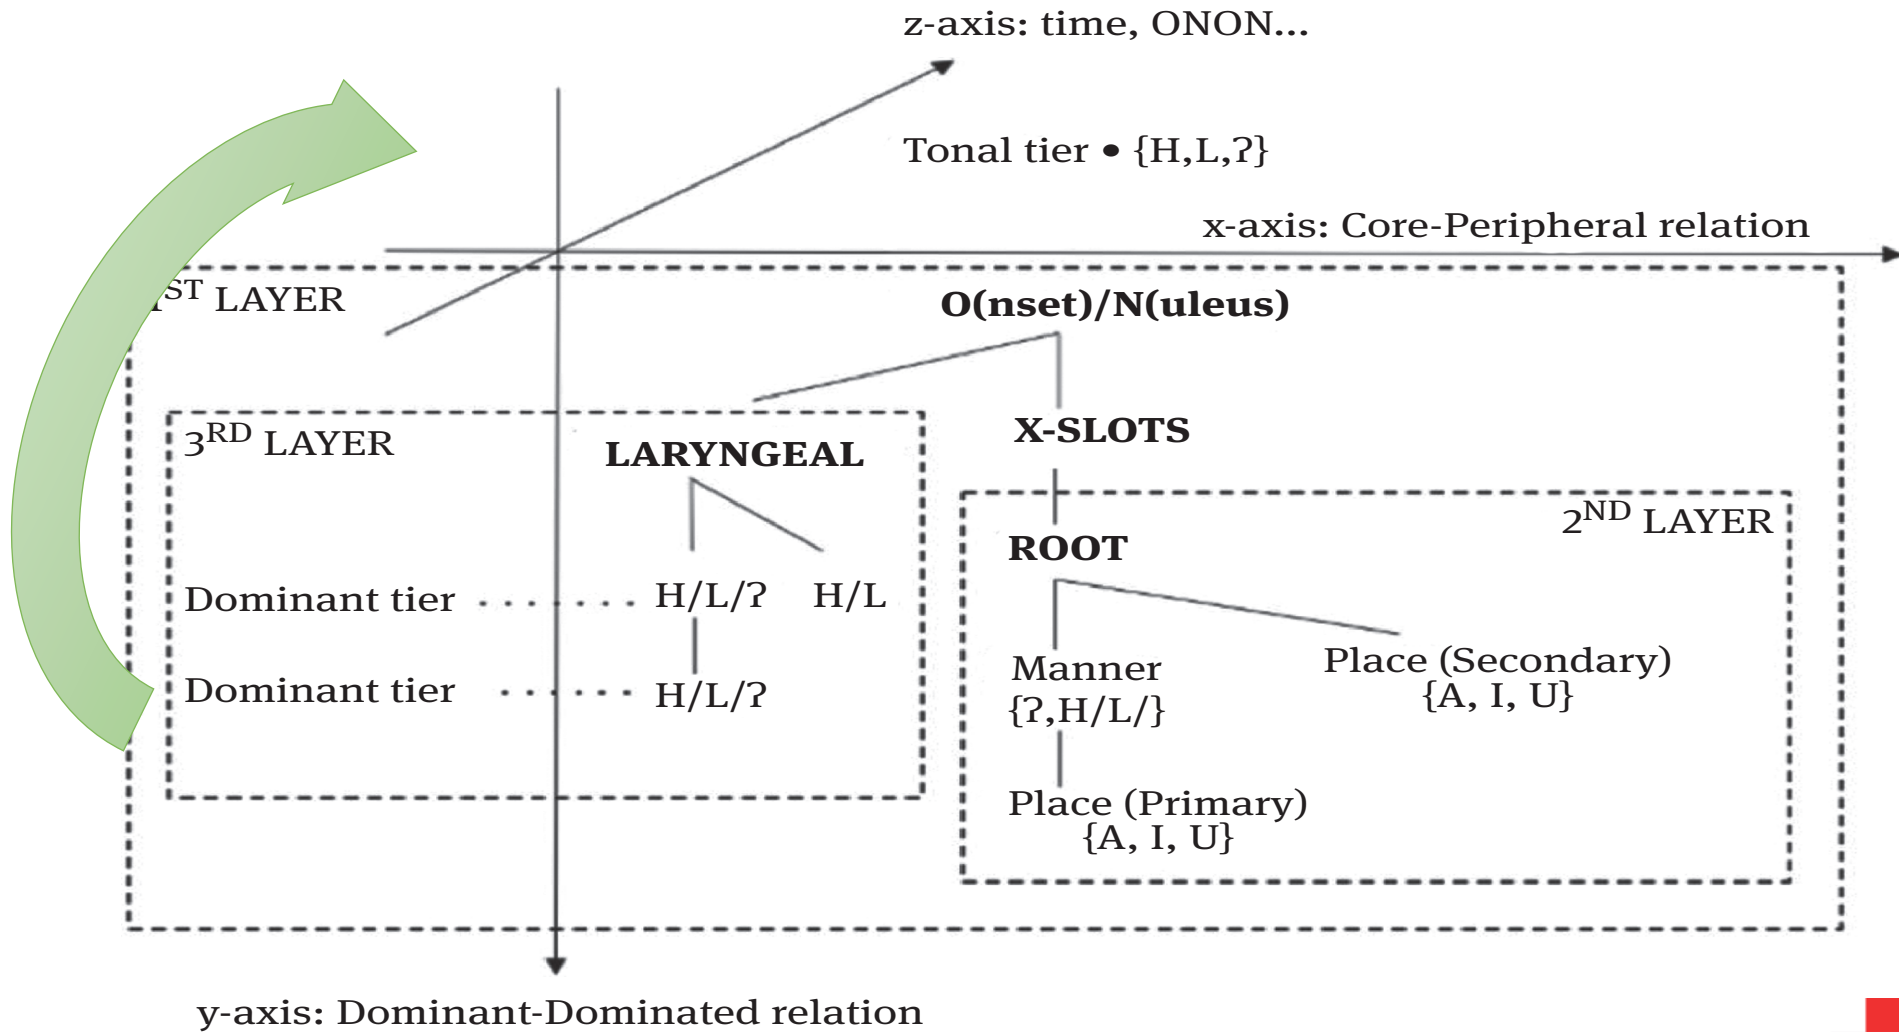 z-axis: time, ONON...
Tonal tier • {H,L,ʔ}
x-axis: Core-Peripheral relation
1ST LAYER
O(nset)/N(uleus)
3RD LAYER
LARYNGEAL
X-SLOTS
2ND LAYER
ROOT
Dominant tier ....... H/L/ʔ H/L
Manner
{ʔ,H/L/}
Place (Secondary)
{A, I, U}
Dominant tier ...... H/L/ʔ
Place (Primary)
{A, I, U}
y-axis: Dominant-Dominated relation